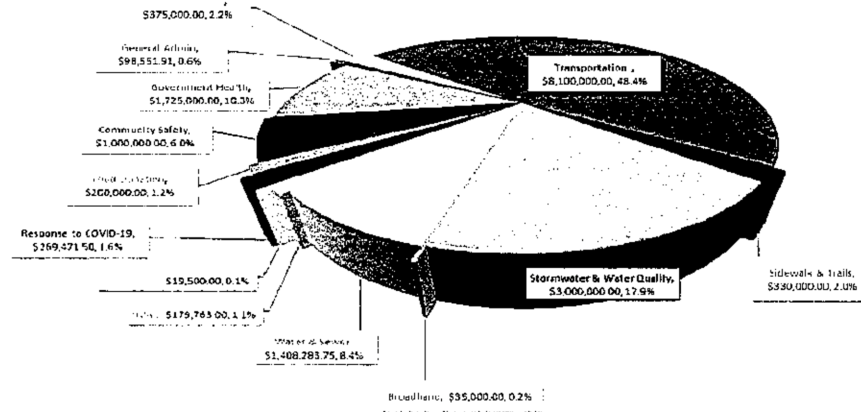 $375,000.00, 2.2%
General Admin,
$98,551.91, 0.6%
Government Health,
$1,725,000.00, 10.3%
Community Safety,
$1,000,000.00, 6.0%
$200,000.00, 1.2%
Response to COVID-19,
$269,471.50, 1.6%
$19,500.00, 0.1%
$179,763.00, 1.1%
Water & Sewer
$1,408,283.75, 8.4%
Broadband, $35,000.00, 0.2%
Transportation,
$8,100,000.00, 48.4%
Stormwater & Water Quality,
$3,000,000.00, 17.9%
Sidewalk & Trails,
$330,000.00, 2.0%